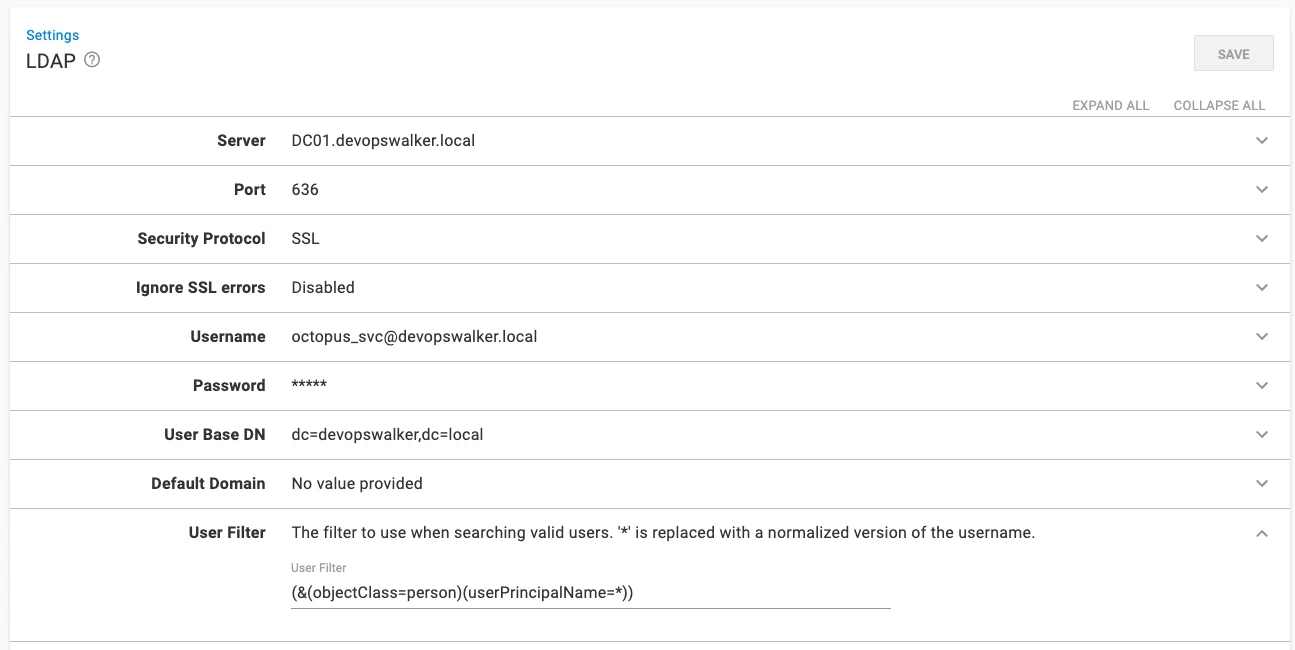 Settings
LDAP ?
SAVE
EXPAND ALL COLLAPSE ALL
Server DC01.devopswalker.local
Port 636
Security Protocol SSL
Ignore SSL errors Disabled
Username octopus_svc@devopswalker.local
Password *****
User Base DN dc=devopswalker,dc=local
Default Domain No value provided
User Filter The filter to use when searching valid users. '*' is replaced with a normalized version of the username.
User Filter
(&(objectClass=person)(userPrincipalName=*))